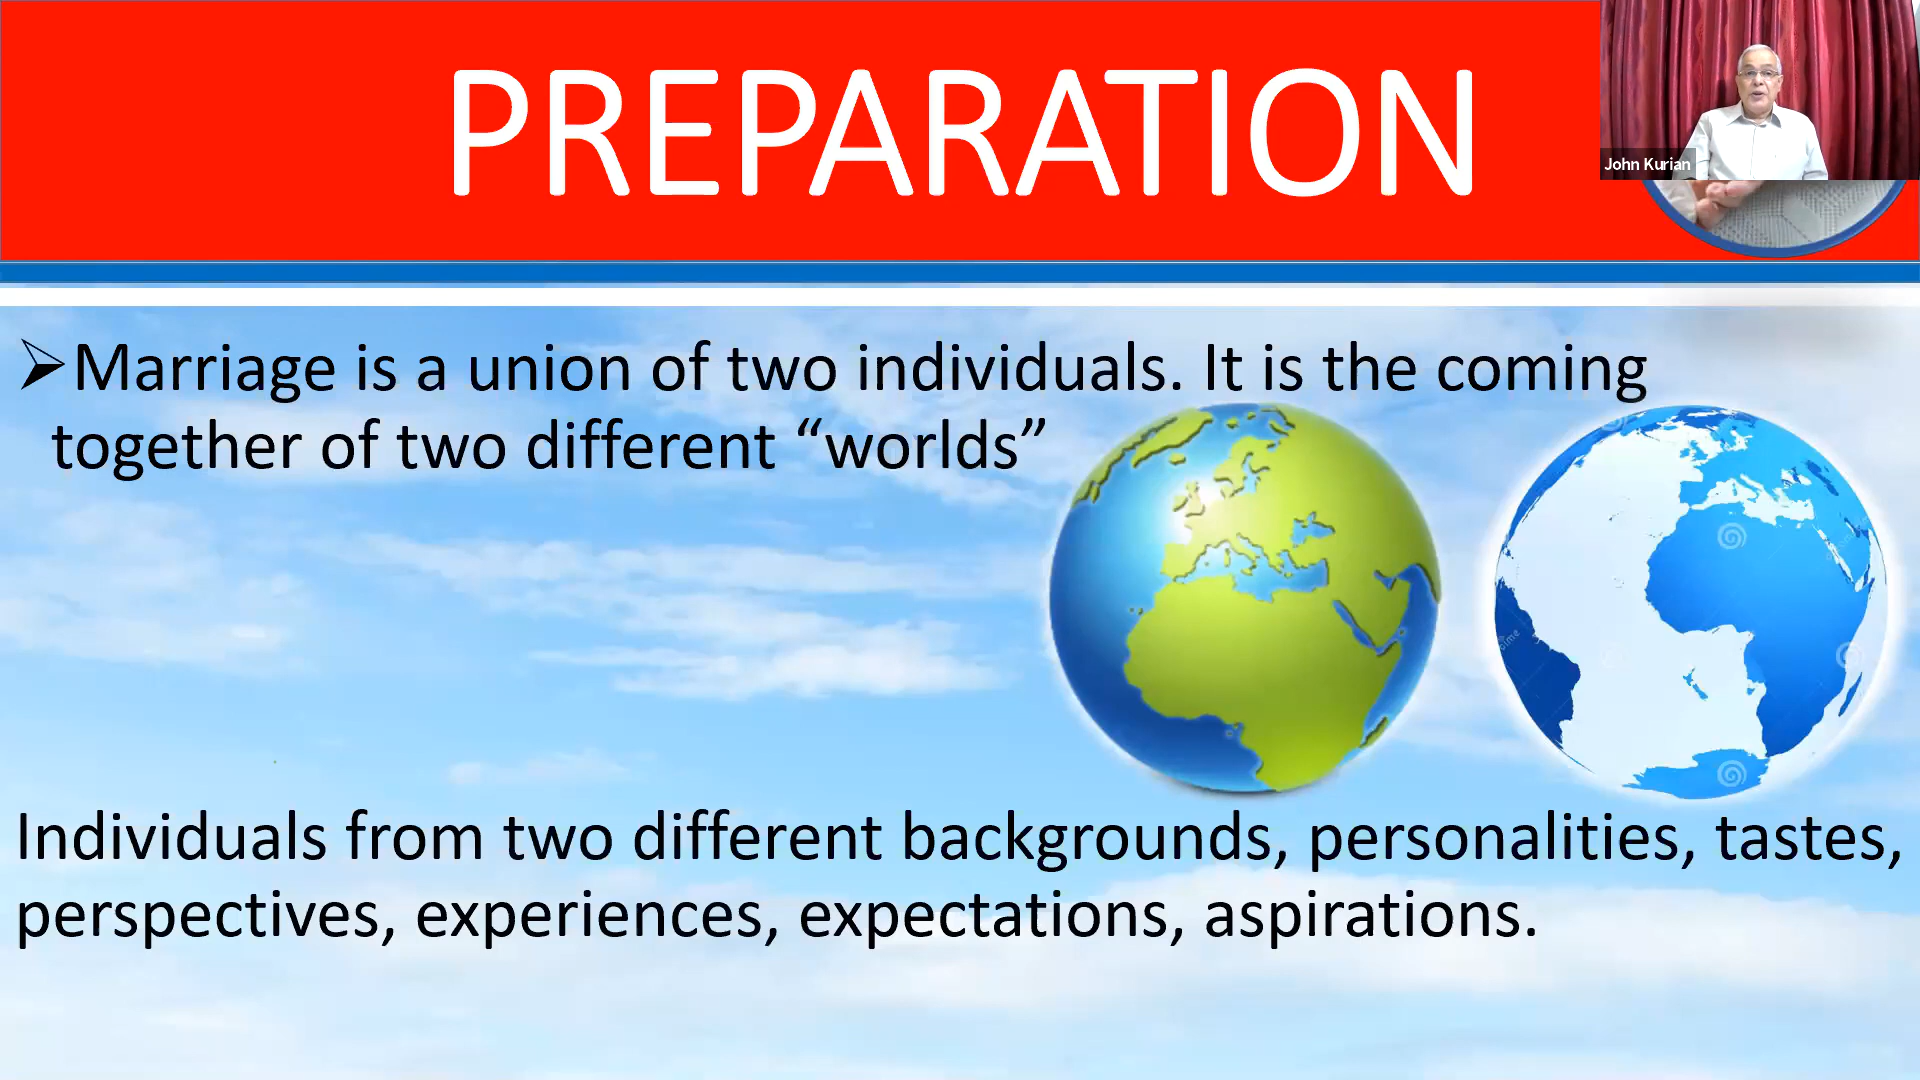 PREPARATION
John Kurian
➢Marriage is a union of two individuals. It is the coming
together of two different “worlds”
Individuals from two different backgrounds, personalities, tastes,
perspectives, experiences, expectations, aspirations.